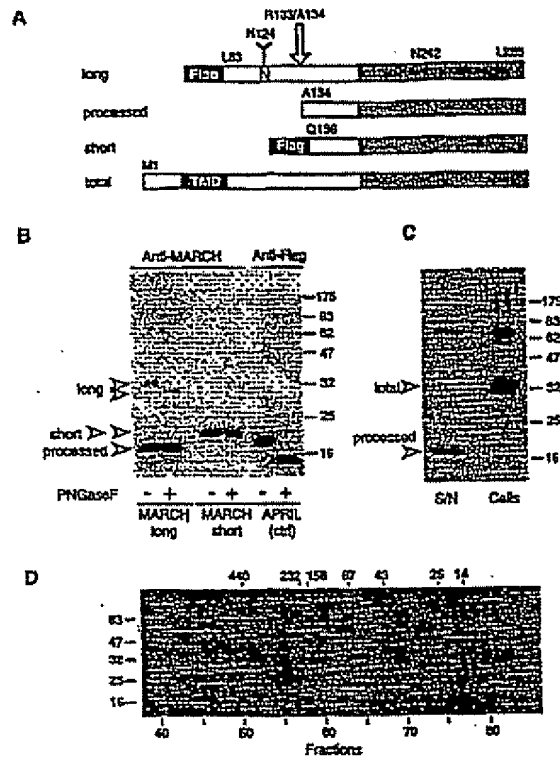 A
R133/A134
N124
L83
N242
long
Flag
N
A134
processed
Q136
short
Flag
M1
total
TMD
B
Anti-MARCH
Anti-Flag
175
83
62
47
32
25
16
long
short
processed
PNGaseF
- + - + - +
MARCH long
MARCH short
APRIL (ctrl)
C
175
83
62
47
32
25
16
total
processed
S/N
Cells
D
443 232 158 67 43 25 14
83
47
32
25
16
40 50 60 70 80
Fractions